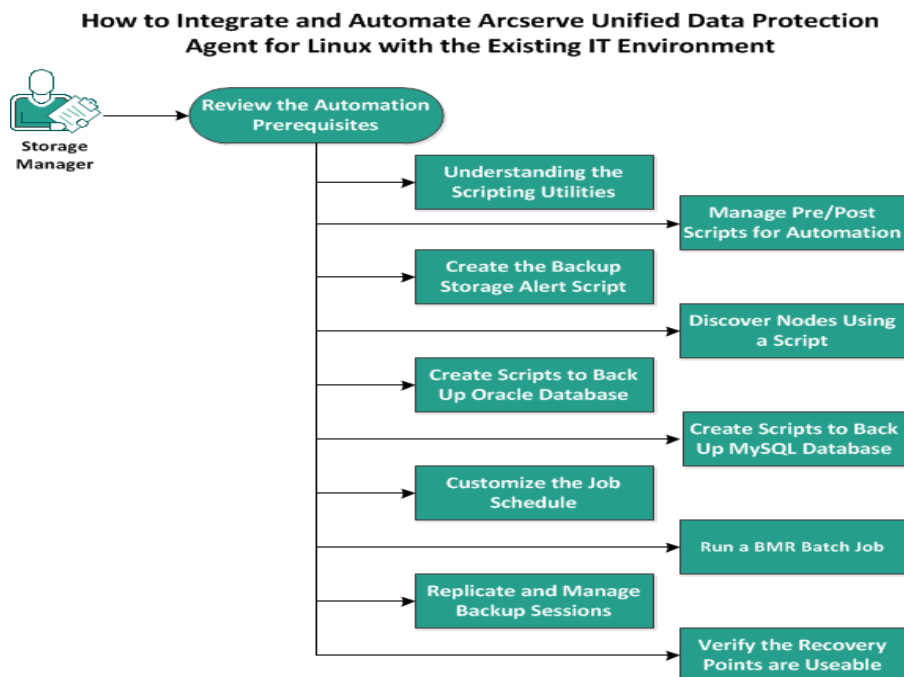 How to Integrate and Automate Arcserve Unified Data Protection
Agent for Linux with the Existing IT Environment
Storage
Manager
Review the Automation
Prerequisites
Understanding the
Scripting Utilities
Manage Pre/Post
Scripts for Automation
Create the Backup
Storage Alert Script
Discover Nodes Using
a Script
Create Scripts to Back
Up Oracle Database
Create Scripts to Back
Up MySQL Database
Customize the Job
Schedule
Run a BMR Batch Job
Replicate and Manage
Backup Sessions
Verify the Recovery
Points are Useable